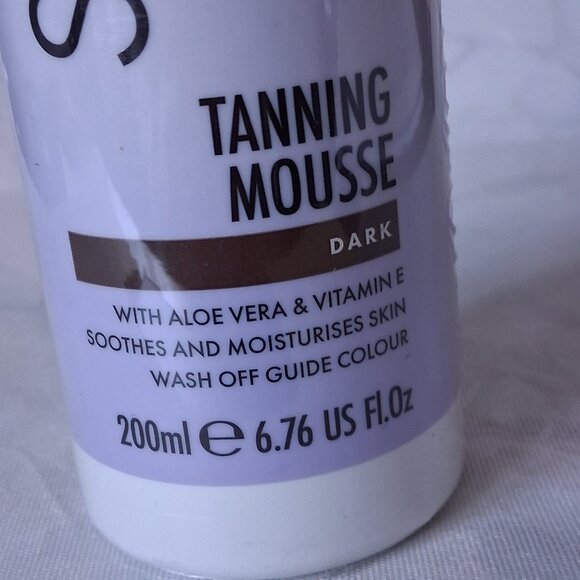 TANNING
MOUSSE
DARK
WITH ALOE VERA & VITAMIN E
SOOTHES AND MOISTURISES SKIN
WASH OFF GUIDE COLOUR
200ml ℮ 6.76 US Fl.Oz